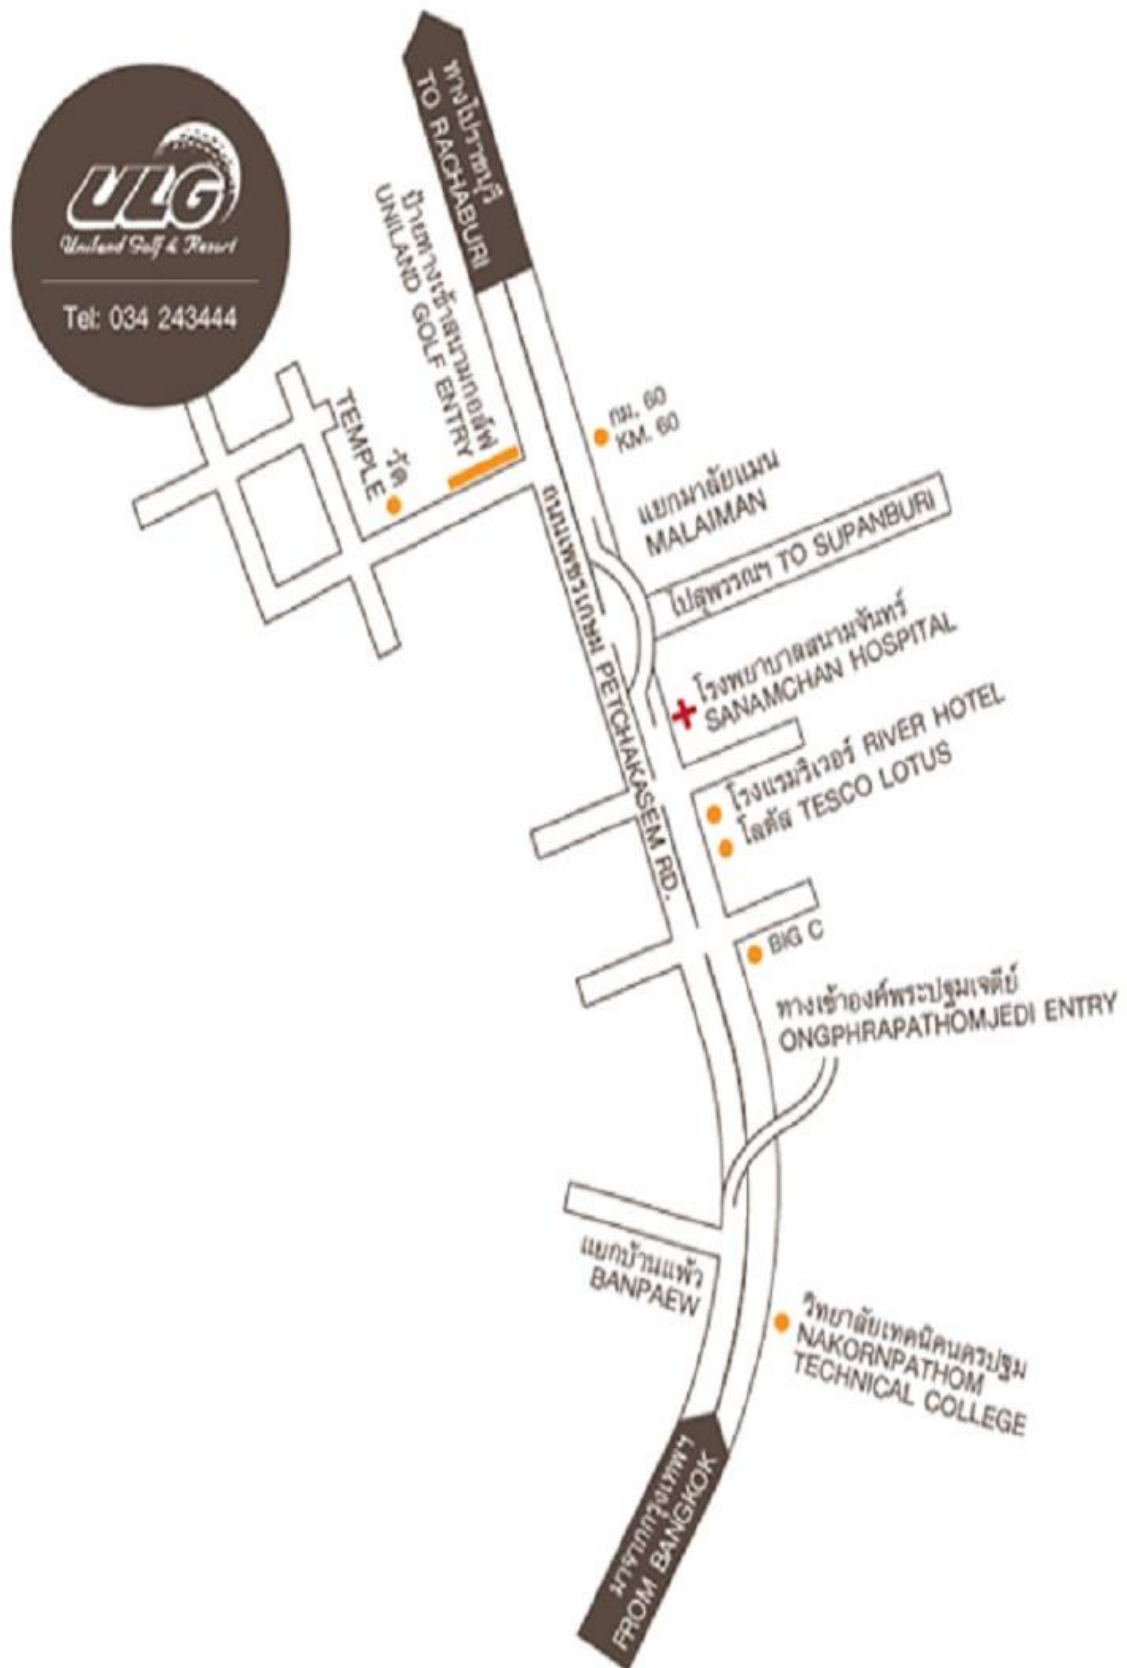 ทางไปราชบุรี
TO RACHABURI
ULG
Uniland Golf & Resort
Tel: 034 243444
ป้ายทางเข้าสนามกอล์ฟ
UNILAND GOLF ENTRY
วัด
TEMPLE
กม. 60
KM. 60
แยกมาลัยแมน
MALAIMAN
ไปสุพรรณฯ TO SUPANBURI
ถนนเพชรเกษม PETCHAKASEM RD.
โรงพยาบาลสนามจันทร์
SANAMCHAN HOSPITAL
โรงแรมริเวอร์ RIVER HOTEL
โลตัส TESCO LOTUS
BIG C
ทางเข้าองค์พระปฐมเจดีย์
ONGPHRAPATHOMJEDI ENTRY
แยกบ้านแพ้ว
BANPAEW
วิทยาลัยเทคนิคนครปฐม
NAKORNPATHOM
TECHNICAL COLLEGE
มาจากกรุงเทพฯ
FROM BANGKOK